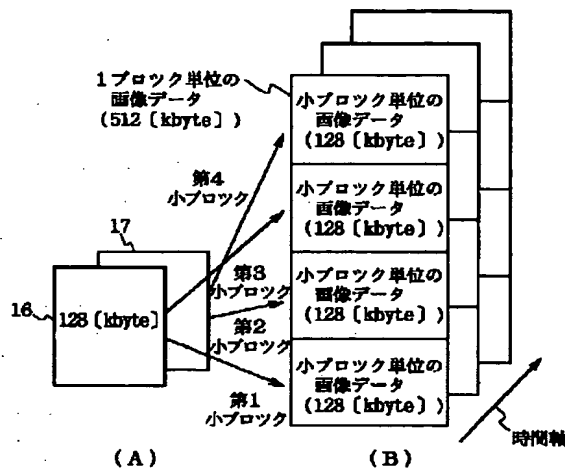 1ブロック単位の
画像データ
(512〔kbyte〕)
小ブロック単位の
画像データ
(128〔kbyte〕)
第4
小ブロック
小ブロック単位の
画像データ
(128〔kbyte〕)
17
第3
小ブロック
小ブロック単位の
画像データ
(128〔kbyte〕)
16
128〔kbyte〕
第2
小ブロック
小ブロック単位の
画像データ
(128〔kbyte〕)
第1
小ブロック
時間軸
(A)
(B)